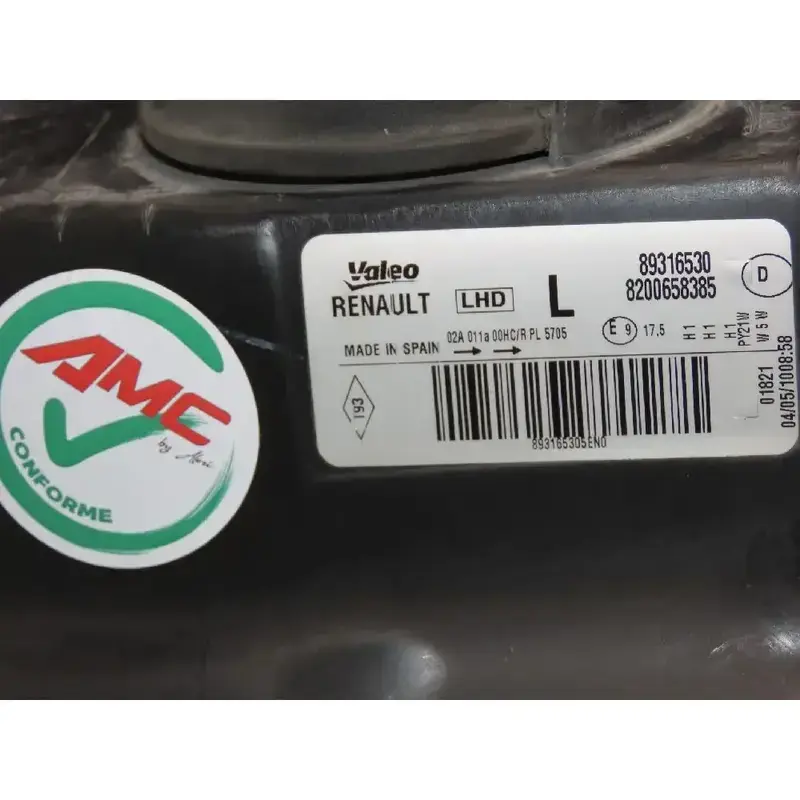 AMC
by
CONFORME
Valeo
RENAULT LHD L
89316530
8200658385
D
MADE IN SPAIN
02A 011a 00HC/R PL 5705
E 9 17.5
H1
H1
H1
PY21W
W5W
193
893165305EN0
01821
04/05/1008:58